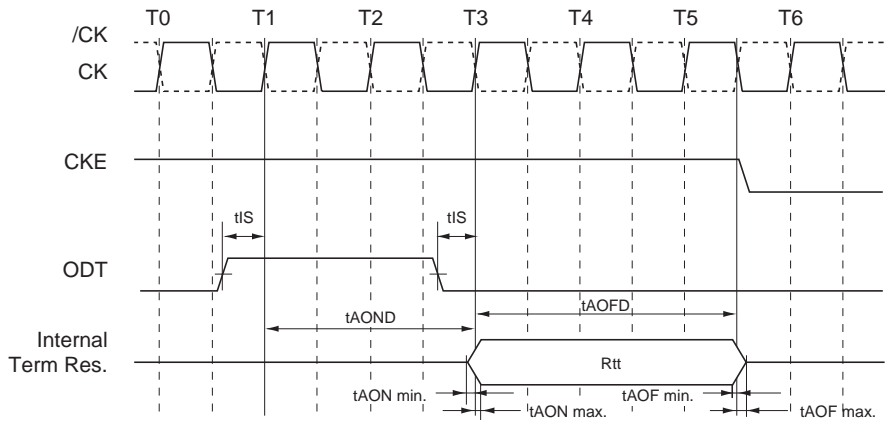 T0 T1 T2 T3 T4 T5 T6
/CK
CK
CKE
tIS tIS
ODT
tAOND tAOFD
Internal
Term Res.
Rtt
tAON min. tAOF min.
tAON max. tAOF max.